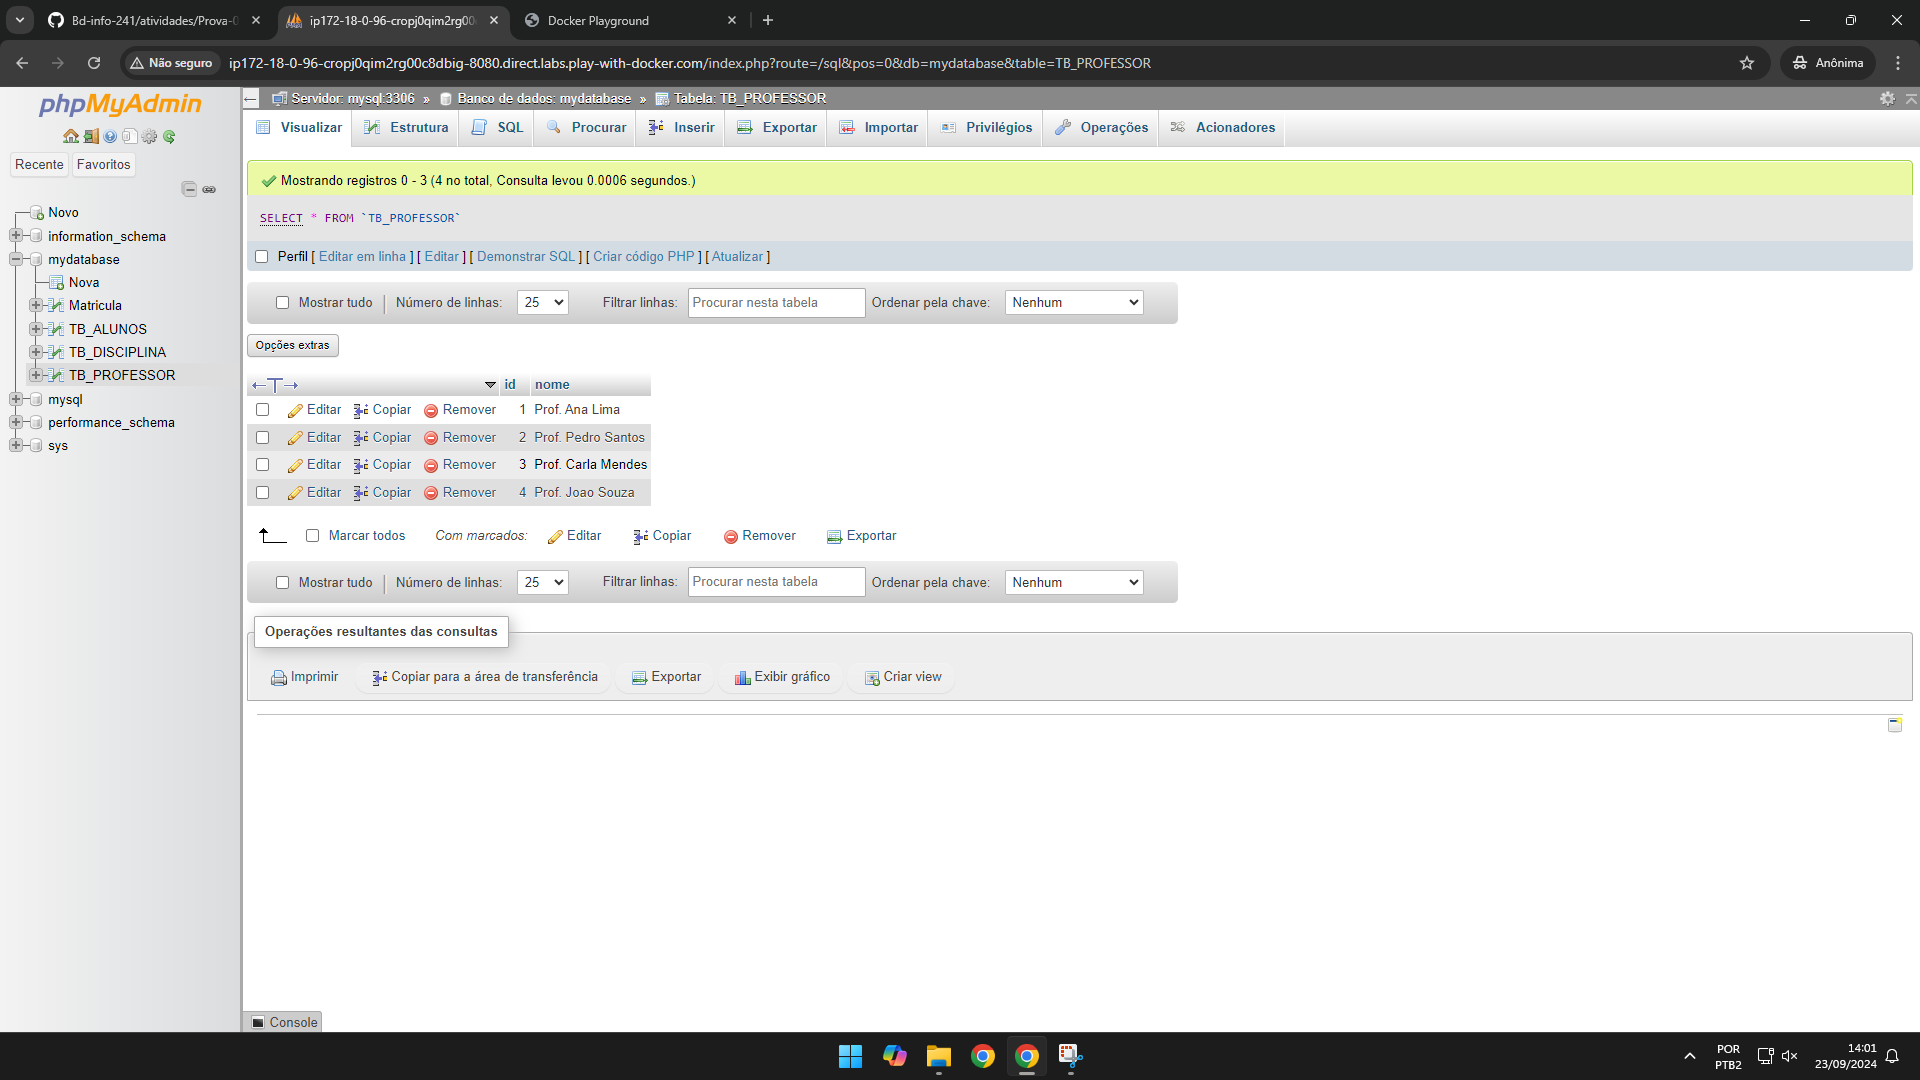 Bd-info-241/atividades/Prova-0
ip172-18-0-96-cropj0qim2rg00
Docker Playground
Não seguro
ip172-18-0-96-cropj0qim2rg00c8dbig-8080.direct.labs.play-with-docker.com/index.php?route=/sql&pos=0&db=mydatabase&table=TB_PROFESSOR
Anônima
phpMyAdmin
Recente
Favoritos
Novo
information_schema
mydatabase
Nova
Matricula
TB_ALUNOS
TB_DISCIPLINA
TB_PROFESSOR
mysql
performance_schema
sys
Servidor: mysql:3306 » Banco de dados: mydatabase » Tabela: TB_PROFESSOR
Visualizar Estrutura SQL Procurar Inserir Exportar Importar Privilégios Operações Acionadores
Mostrando registros 0 - 3 (4 no total, Consulta levou 0.0006 segundos.)
SELECT * FROM `TB_PROFESSOR`
Perfil [ Editar em linha ] [ Editar ] [ Demonstrar SQL ] [ Criar código PHP ] [ Atualizar ]
Mostrar tudo Número de linhas: 25 Filtrar linhas: Procurar nesta tabela Ordenar pela chave: Nenhum
Opções extras
id nome
Editar Copiar Remover 1 Prof. Ana Lima
Editar Copiar Remover 2 Prof. Pedro Santos
Editar Copiar Remover 3 Prof. Carla Mendes
Editar Copiar Remover 4 Prof. Joao Souza
Marcar todos Com marcados: Editar Copiar Remover Exportar
Mostrar tudo Número de linhas: 25 Filtrar linhas: Procurar nesta tabela Ordenar pela chave: Nenhum
Operações resultantes das consultas
Imprimir Copiar para a área de transferência Exportar Exibir gráfico Criar view
Console
POR
PTB2
14:01
23/09/2024